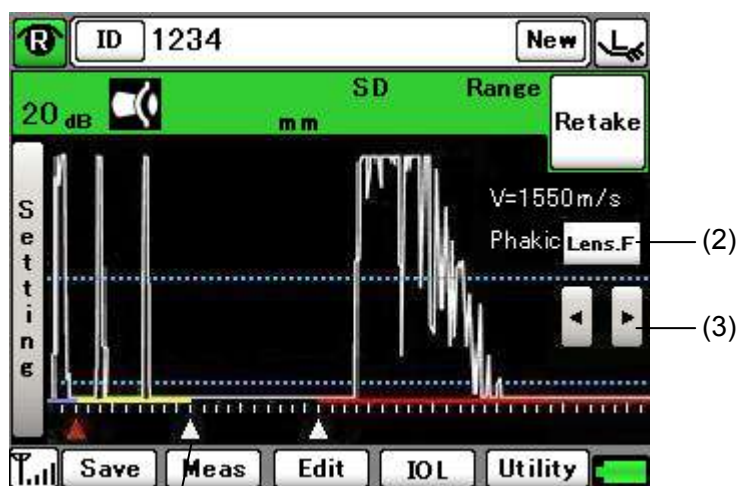 R ID 1234 New L
SD Range
20 dB mm Retake
V=1550m/s
Phakic Lens.F (2)
(3)
Setting
Save Meas Edit IOL Utility